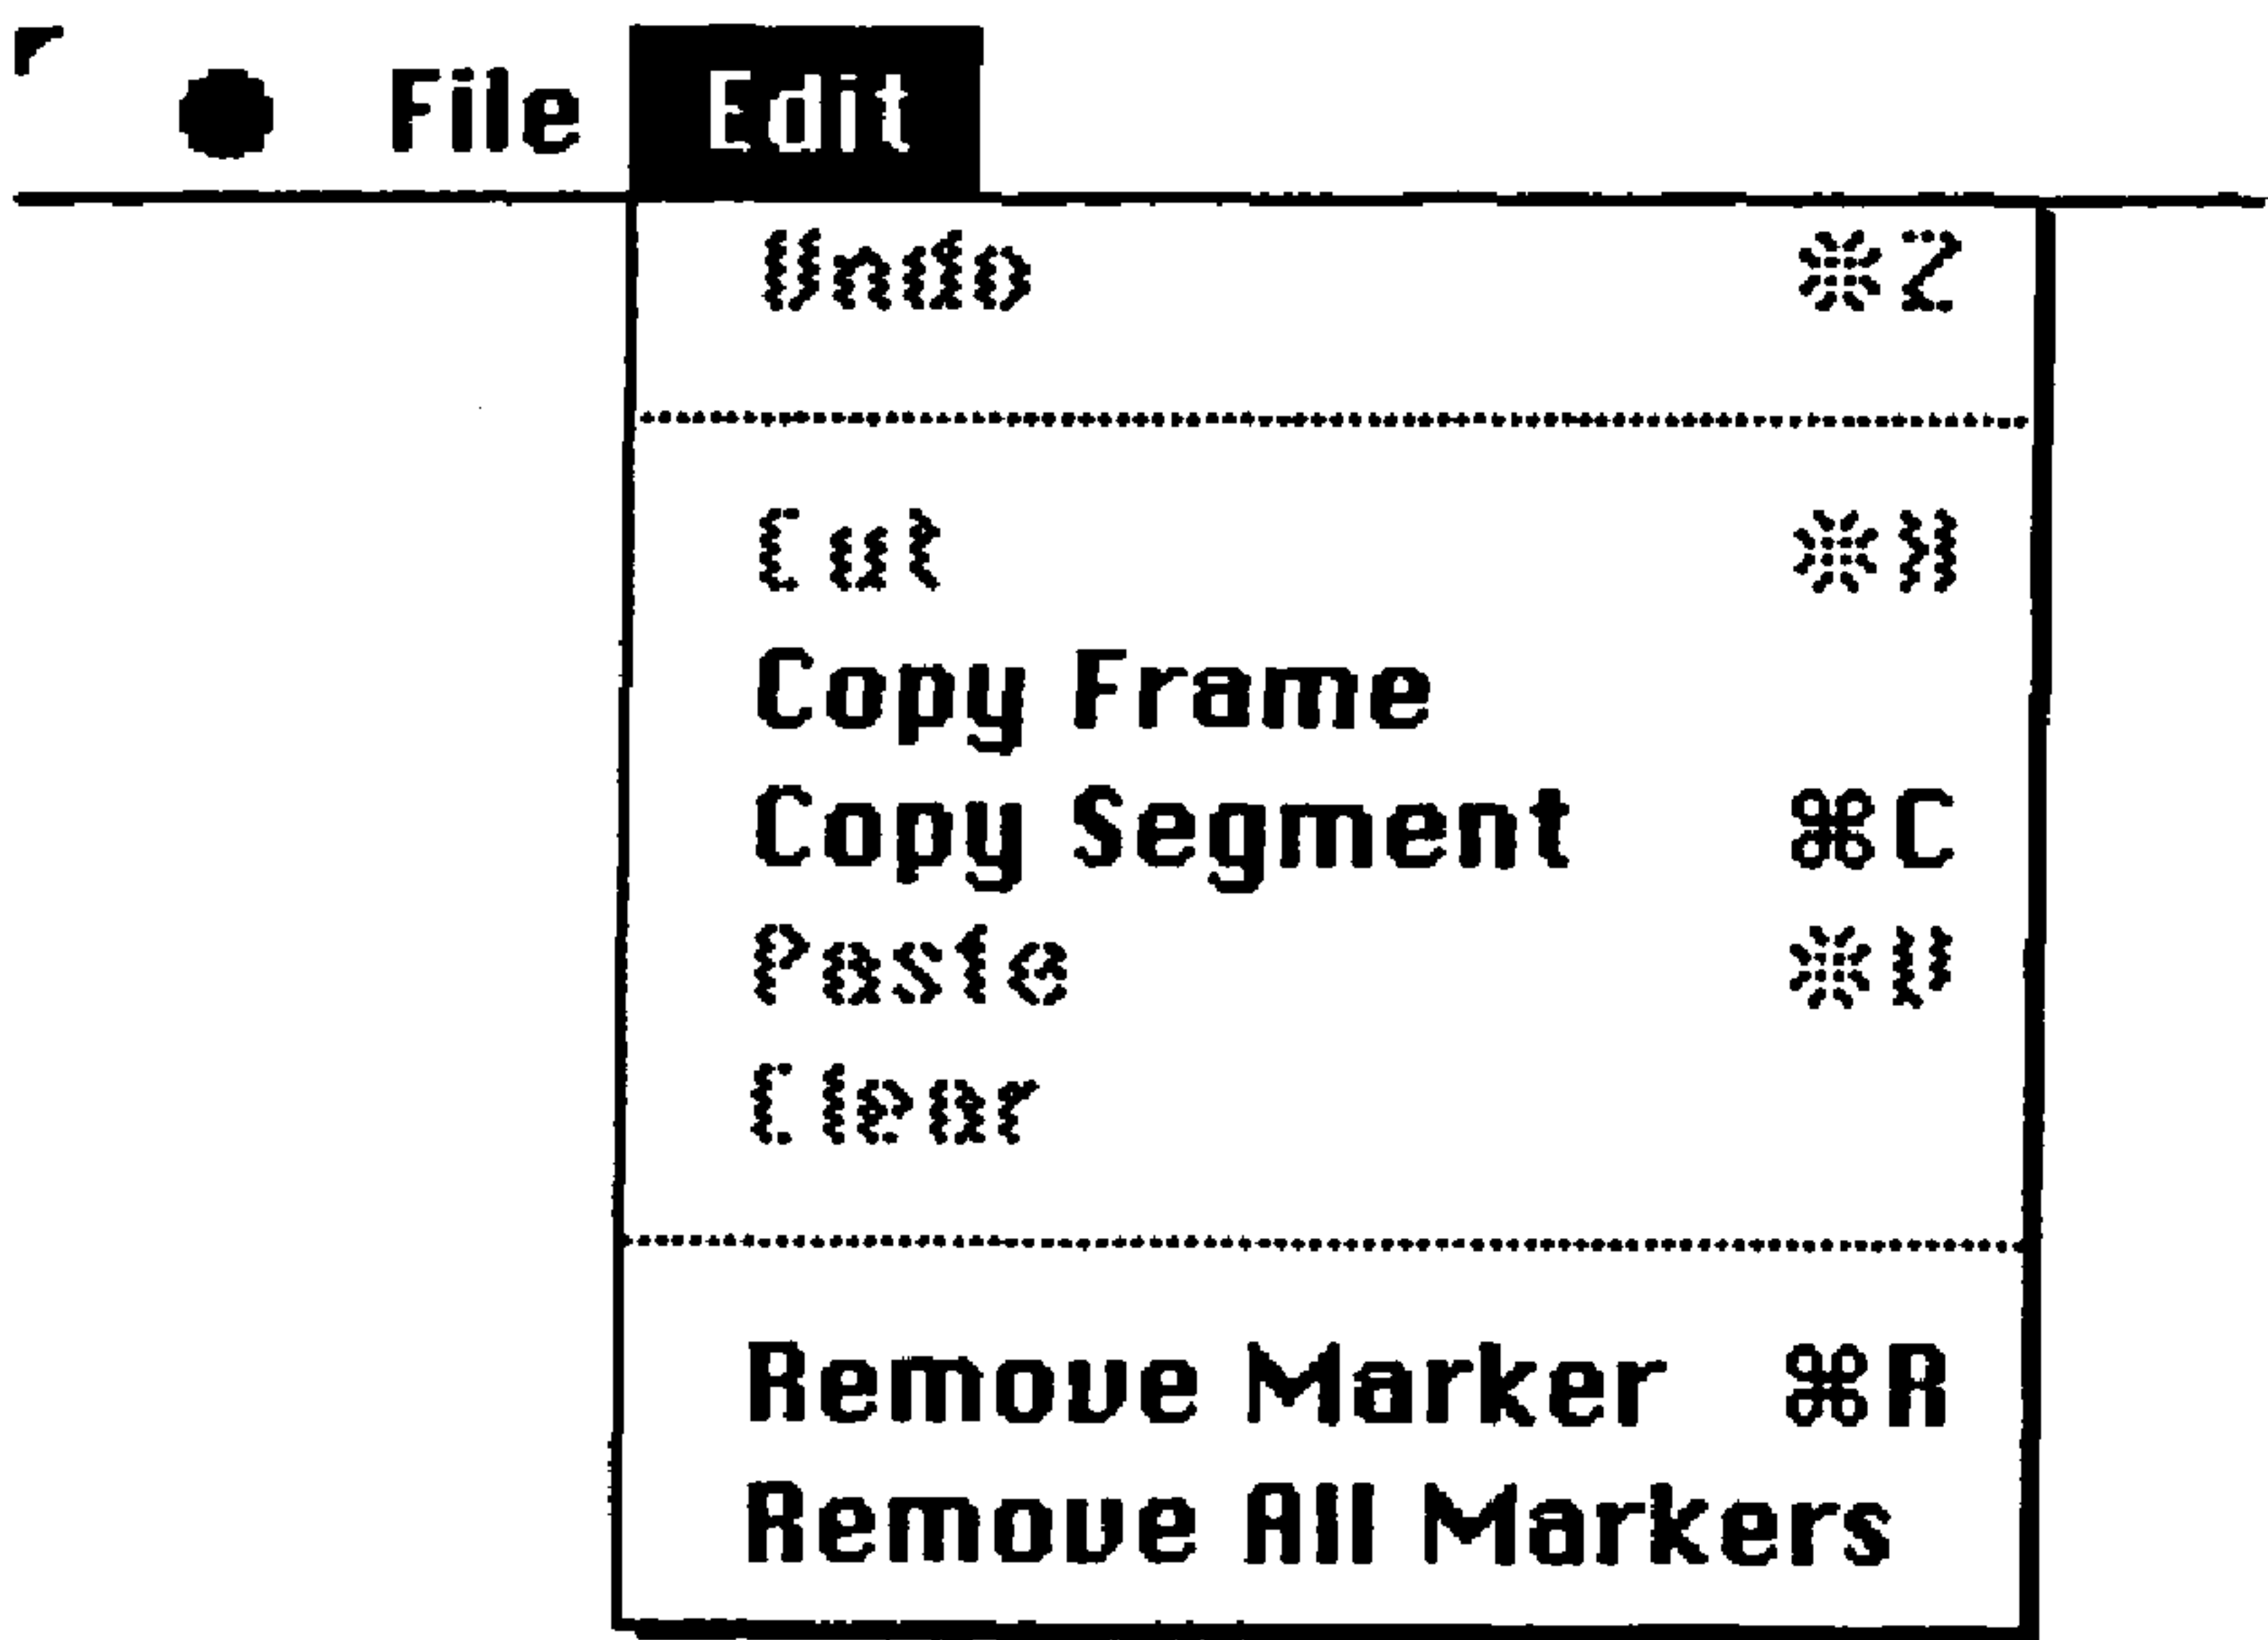 File Edit
Undo ⌘Z
Cut ⌘X
Copy Frame
Copy Segment ⌘C
Paste ⌘V
Clear
Remove Marker ⌘R
Remove All Markers